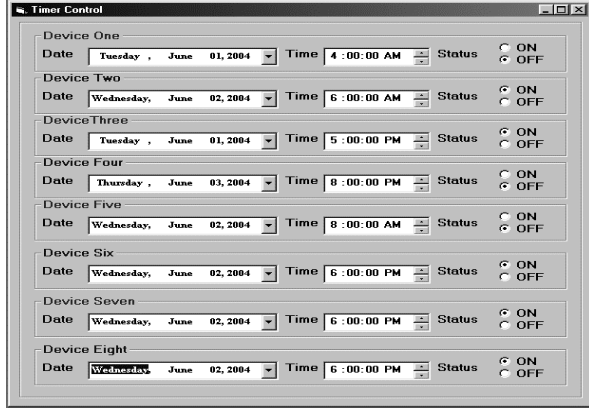 Timer Control
Device One
Date Tuesday , June 01, 2004 Time 4 :00:00 AM Status ON
OFF
Device Two
Date Wednesday, June 02, 2004 Time 6 :00:00 AM Status ON
OFF
DeviceThree
Date Tuesday , June 01, 2004 Time 5 :00:00 PM Status ON
OFF
Device Four
Date Thursday , June 03, 2004 Time 8 :00:00 PM Status ON
OFF
Device Five
Date Wednesday, June 02, 2004 Time 8 :00:00 AM Status ON
OFF
Device Six
Date Wednesday, June 02, 2004 Time 6 :00:00 PM Status ON
OFF
Device Seven
Date Wednesday, June 02, 2004 Time 6 :00:00 PM Status ON
OFF
Device Eight
Date Wednesday, June 02, 2004 Time 6 :00:00 PM Status ON
OFF